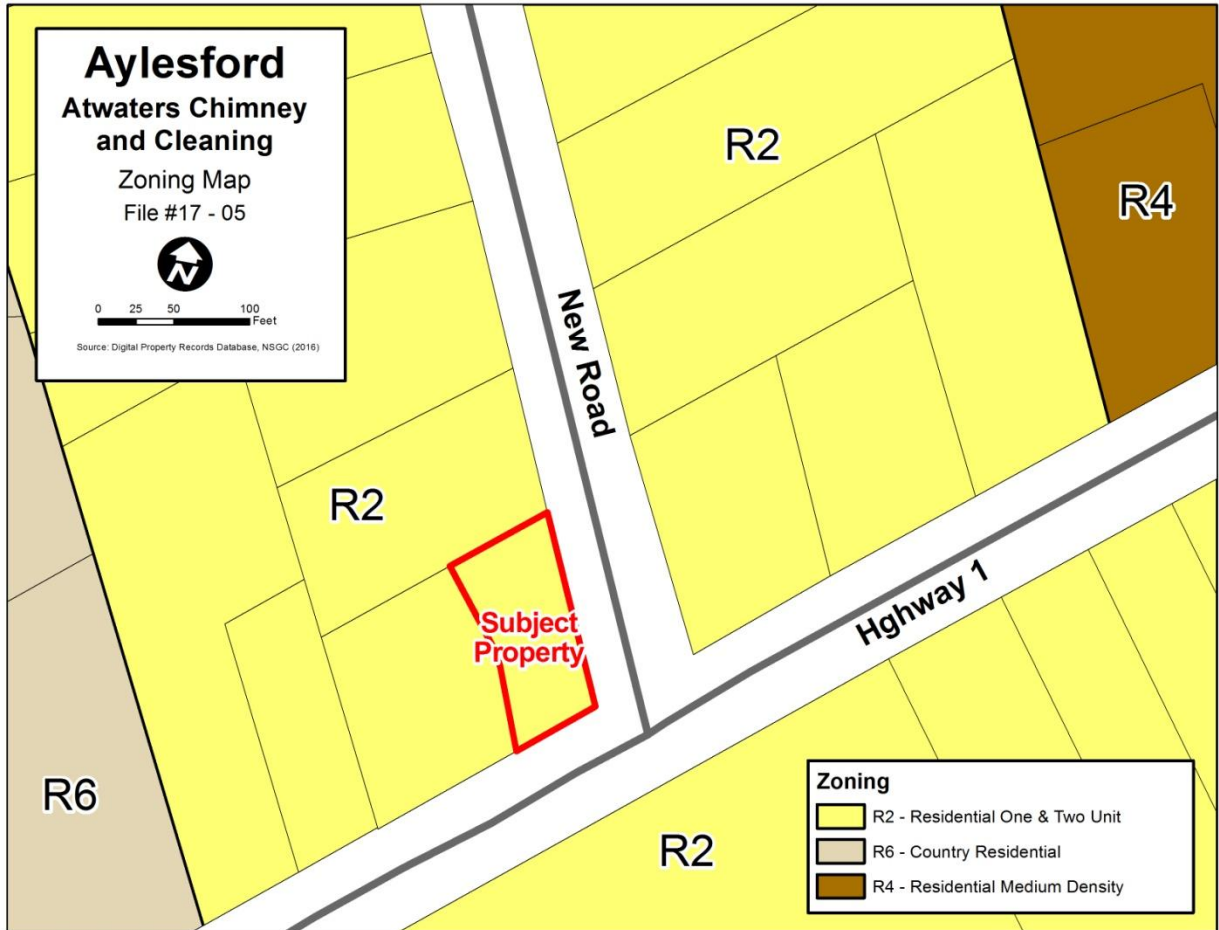 Aylesford
Atwaters Chimney
and Cleaning
Zoning Map
File #17 - 05
N
0 25 50 100
Feet
Source: Digital Property Records Database, NSGC (2016)
R2
R4
New Road
R2
Subject
Property
Hghway 1
R6
R2
Zoning
R2 - Residential One & Two Unit
R6 - Country Residential
R4 - Residential Medium Density